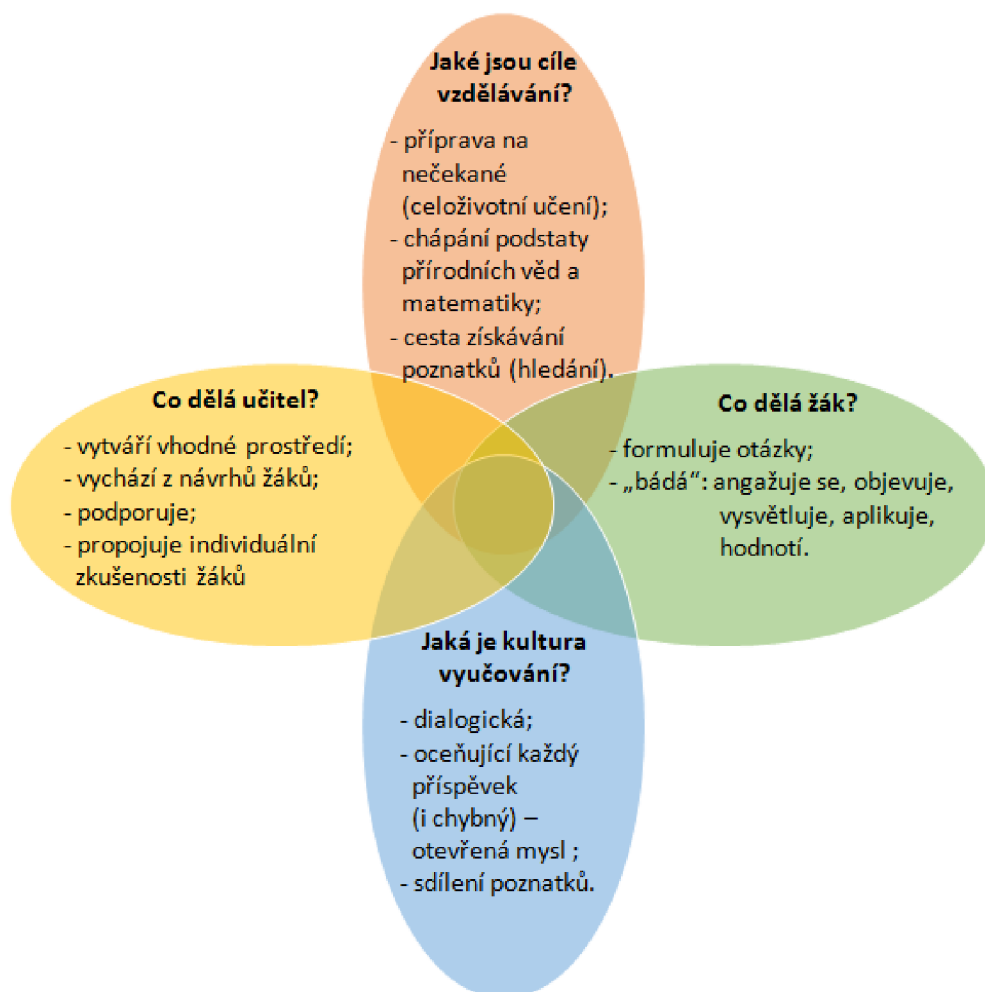 Jaké jsou cíle
vzdělávání?
- příprava na
nečekané
(celoživotní učení);
- chápání podstaty
přírodních věd a
matematiky;
- cesta získávání
poznatků (hledání).
Co dělá učitel?
- vytváří vhodné prostředí;
- vychází z návrhů žáků;
- podporuje;
- propojuje individuální
zkušenosti žáků
Co dělá žák?
- formuluje otázky;
- „bádá“: angažuje se, objevuje,
vysvětluje, aplikuje,
hodnotí.
Jaká je kultura
vyučování?
- dialogická;
- oceňující každý
příspěvek
(i chybný) –
otevřená mysl ;
- sdílení poznatků.